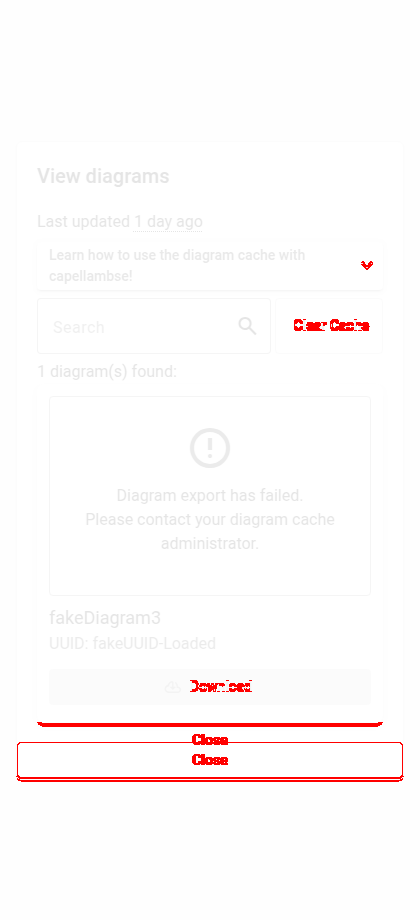 View diagrams
Last updated 1 day ago
Learn how to use the diagram cache with
capellambse!
Search
Clear Cache
1 diagram(s) found:
Diagram export has failed.
Please contact your diagram cache
administrator.
fakeDiagram3
UUID: fakeUUID-Loaded
Download
Close
Close